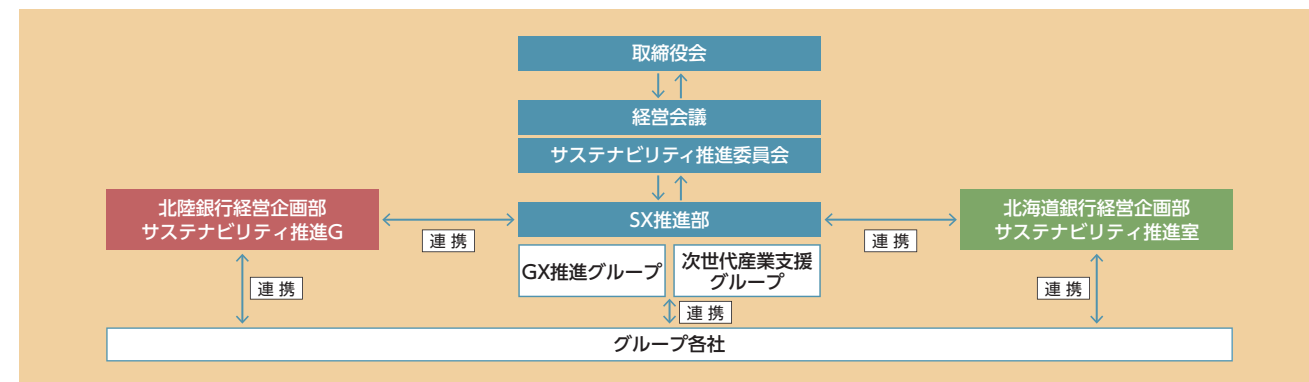 取締役会
経営会議
サステナビリティ推進委員会
北陸銀行経営企画部
サステナビリティ推進G
連携
SX推進部
連携
北海道銀行経営企画部
サステナビリティ推進室
GX推進グループ
次世代産業支援
グループ
連携
連携
連携
グループ各社